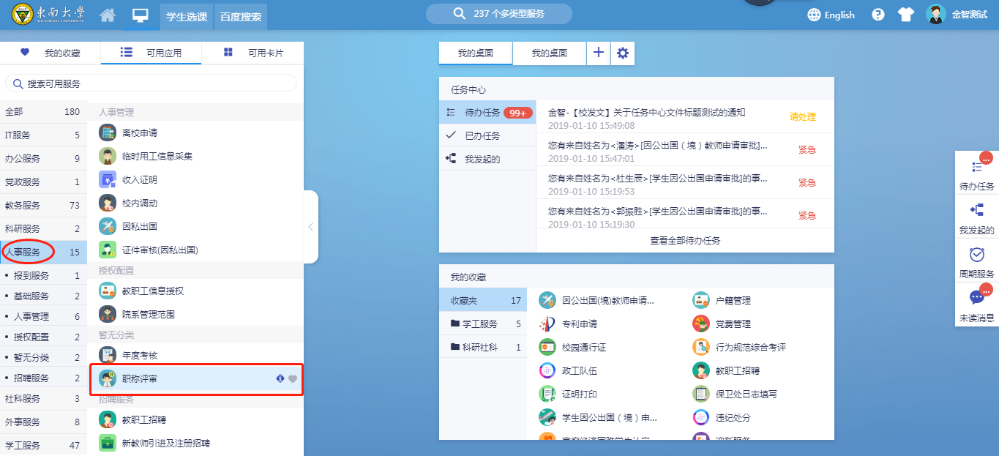 東南大學
SOUTHEAST UNIVERSITY
学生选课
百度搜索
237 个多类型服务
English
金智测试
我的收藏
可用应用
可用卡片
搜索可用服务
全部 180
IT服务 5
办公服务 9
党政服务 1
教务服务 73
科研服务 2
人事服务 15
• 报到服务 1
• 基础服务 2
• 人事管理 6
• 授权配置 2
• 暂无分类 2
• 招聘服务 2
社科服务 3
外事服务 8
学工服务 47
人事管理
离校申请
临时用工信息采集
收入证明
校内调动
因私出国
证件审核(因私出国)
授权配置
教职工信息授权
院系管理范围
暂无分类
年度考核
职称评审
招聘服务
教职工招聘
新教师引进及注册招聘
我的桌面
我的桌面
任务中心
待办任务 99+
已办任务
我发起的
金智-【校发文】关于任务中心文件标题测试的通知
2019-01-10 15:49:08
请处理
您有来自姓名为<潘涛>[因公出国（境）教师申请审批]...
2019-01-10 15:47:01
紧急
您有来自姓名为<杜生辰>[学生因公出国申请审批]的事...
2019-01-10 15:19:53
紧急
您有来自姓名为<郭振胜>[学生因公出国申请审批]的事...
2019-01-10 15:19:30
紧急
查看全部待办任务
我的收藏
收藏夹 17
学工服务 5
科研社科 1
因公出国(境)教师申请...
户籍管理
专利申请
党费管理
校园通行证
行为规范综合考评
政工队伍
教职工招聘
证明打印
保卫处日志填写
学生因公出国（境）申...
违纪处分
家庭经济困难学生认定
迎新服务
...
待办任务
我发起的
周期服务
...
未读消息